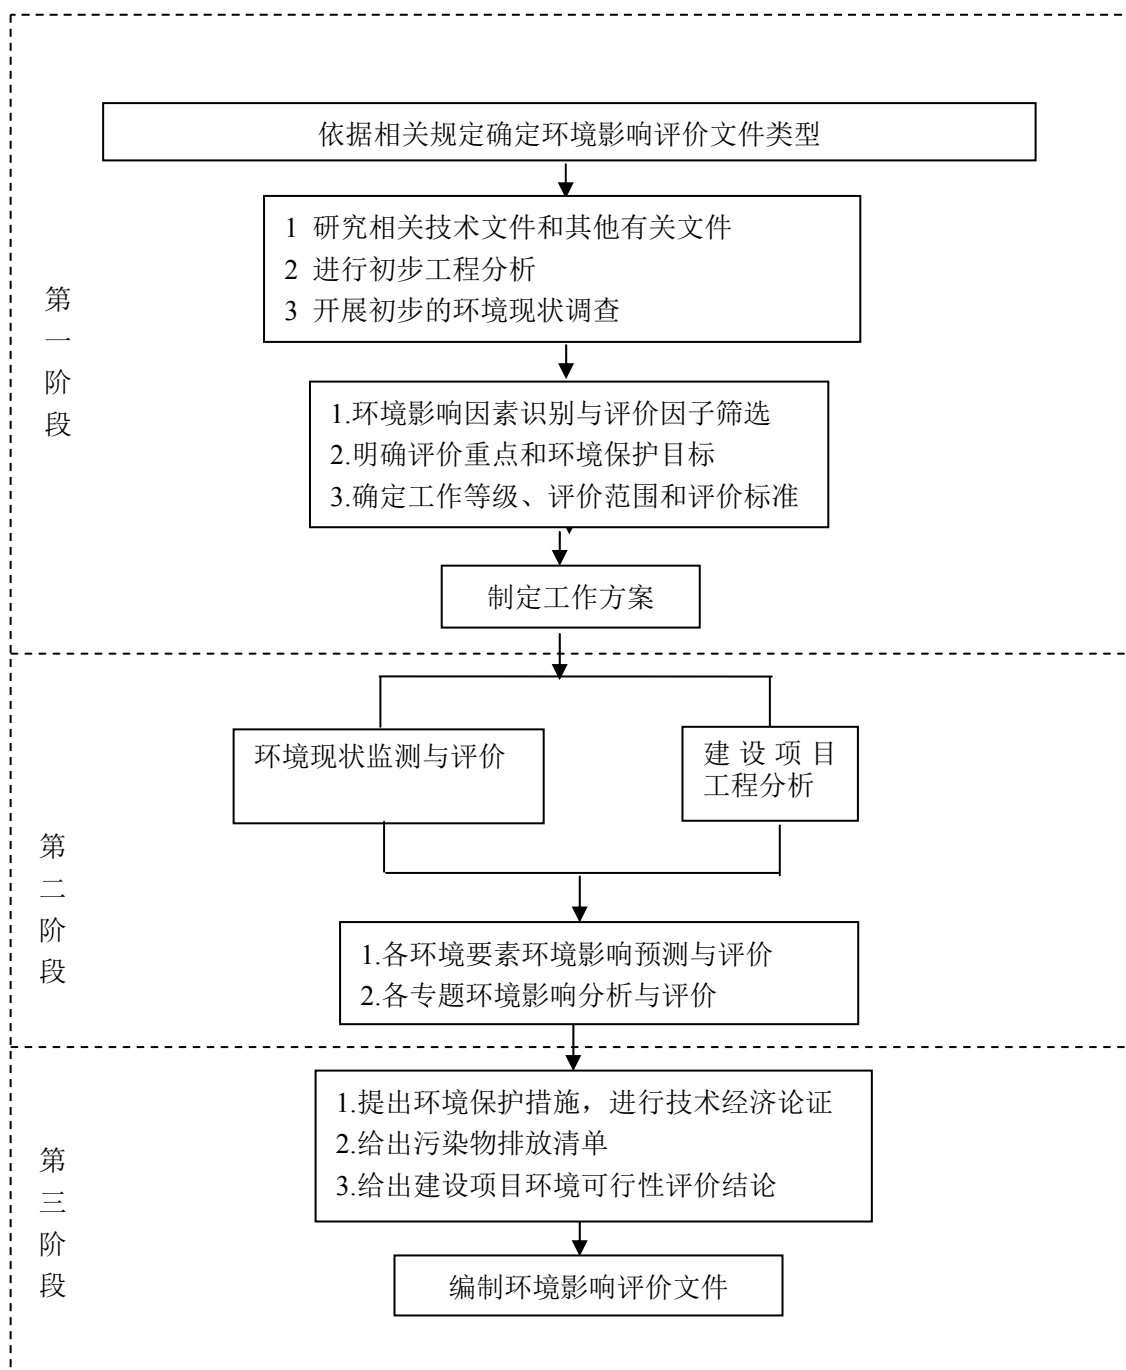 依据相关规定确定环境影响评价文件类型
1 研究相关技术文件和其他有关文件
2 进行初步工程分析
3 开展初步的环境现状调查
第
一
阶
段
1.环境影响因素识别与评价因子筛选
2.明确评价重点和环境保护目标
3.确定工作等级、评价范围和评价标准
制定工作方案
环境现状监测与评价
建设项目
工程分析
第
二
阶
段
1.各环境要素环境影响预测与评价
2.各专题环境影响分析与评价
1.提出环境保护措施，进行技术经济论证
2.给出污染物排放清单
3.给出建设项目环境可行性评价结论
第
三
阶
段
编制环境影响评价文件